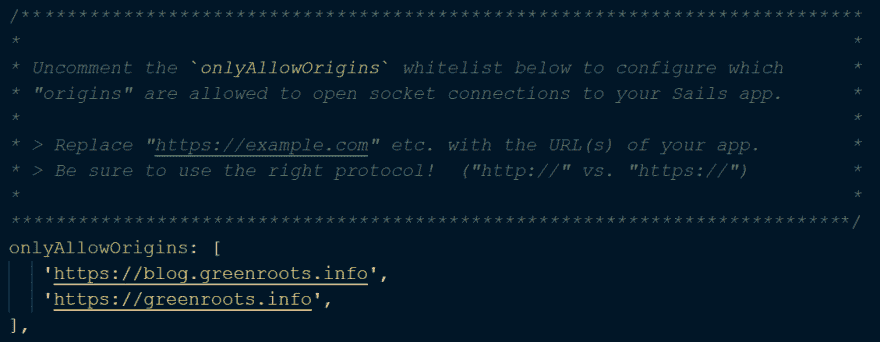 /***************************************************************************
*                                                                          *
* Uncomment the `onlyAllowOrigins` whitelist below to configure which      *
* "origins" are allowed to open socket connections to your Sails app.      *
*                                                                          *
* > Replace "https://example.com" etc. with the URL(s) of your app.        *
* > Be sure to use the right protocol!  ("http://" vs. "https://")         *
*                                                                          *
***************************************************************************/
onlyAllowOrigins: [
   'https://blog.greenroots.info',
   'https://greenroots.info',
],